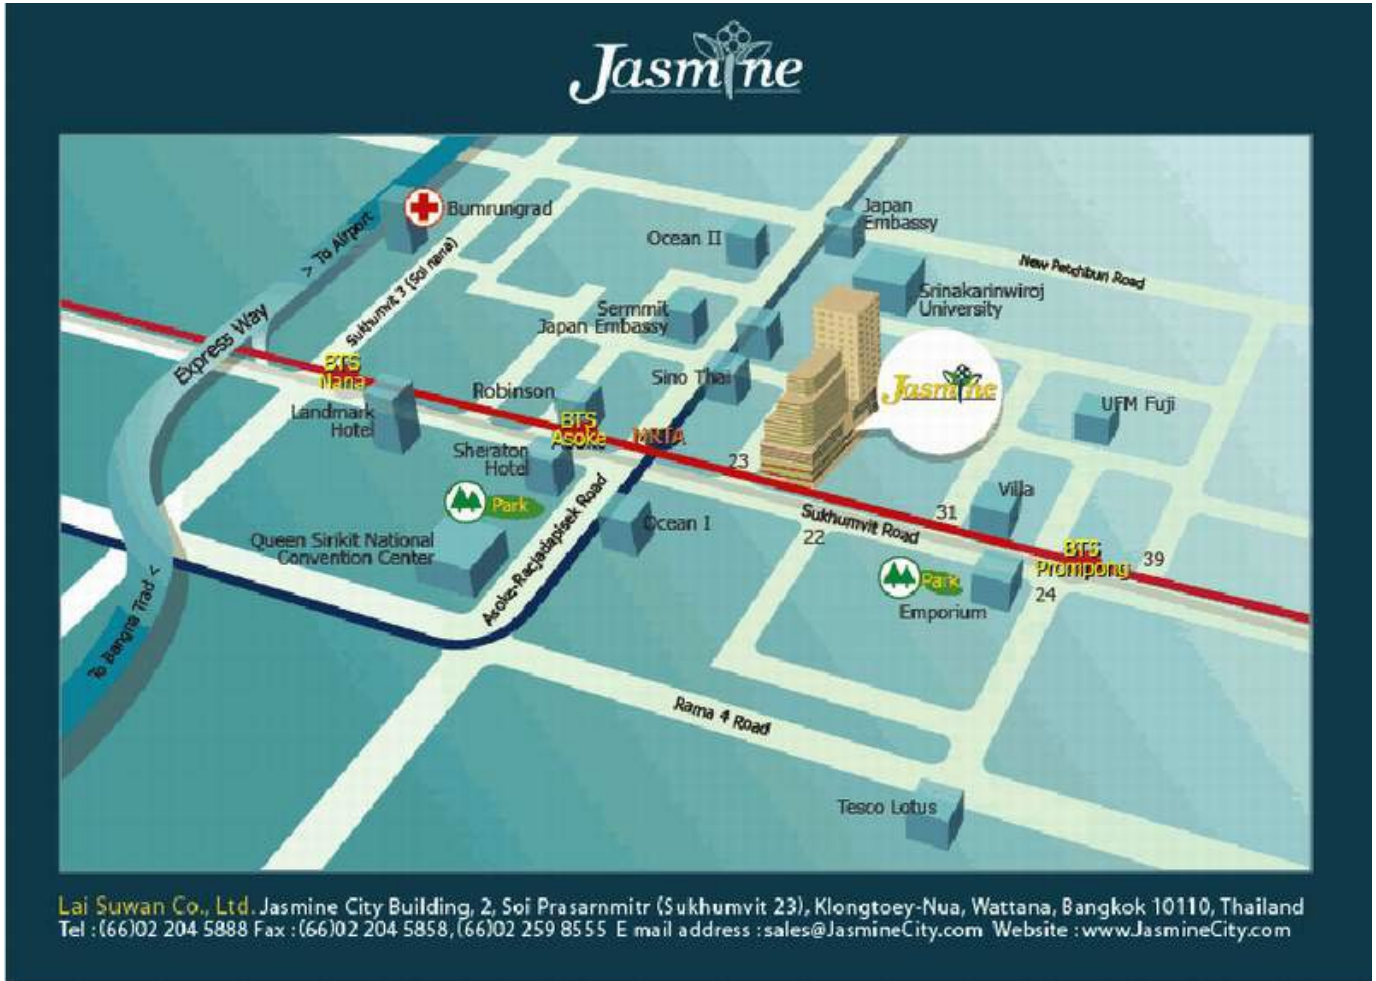 Jasmine
Bumrungrad
> To Airport
Sukhumvit 3 (Soi nana)
Express Way
Ocean II
Japan
Embassy
New Petchburi Road
Srinakarinwiroj
University
Sermmit
Japan Embassy
BTS
Nana
Landmark
Hotel
Robinson
Sino Thai
Jasmine
UFM Fuji
BTS
Asoke
MRTA
Sheraton
Hotel
23
Park
Villa
Ocean I
Sukhumvit Road
31
22
Queen Sirikit National
Convention Center
Asoke-Racjadapisek Road
BTS
Prompong
39
Park
24
Emporium
To Bangna Trad <
Rama 4 Road
Tesco Lotus
Lai Suwan Co., Ltd. Jasmine City Building, 2, Soi Prasarnmitr (Sukhumvit 23), Klongtoey-Nua, Wattana, Bangkok 10110, Thailand
Tel :(66)02 204 5888 Fax :(66)02 204 5858,(66)02 259 8555 E mail address :sales@JasmineCity.com Website :www.JasmineCity.com